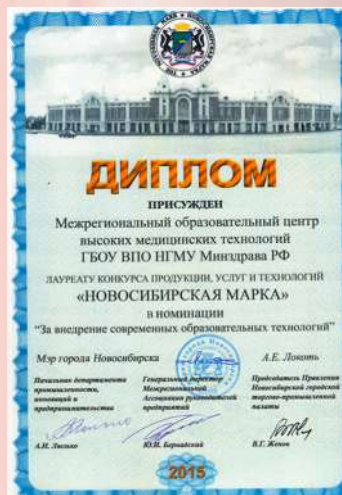 ДИПЛОМ
ПРИСУЖДЕН
Межрегиональный образовательный центр
высоких медицинских технологий
ГБОУ ВПО НГМУ Минздрава РФ
ЛАУРЕАТУ КОНКУРСА ПРОДУКЦИИ, УСЛУГ И ТЕХНОЛОГИЙ
«НОВОСИБИРСКАЯ МАРКА»
в номинации
"За внедрение современных образовательных технологий"
Мэр города Новосибирска А.Е. Локоть
Начальник департамента Генеральный директор Председатель Правления
промышленности, Межрегиональной Новосибирской городской
инноваций и Ассоциации руководителей торгово-промышленной
предпринимательства предприятий палаты
А.Н. Люлько Ю.И. Бернадский В.Г. Женов
2015